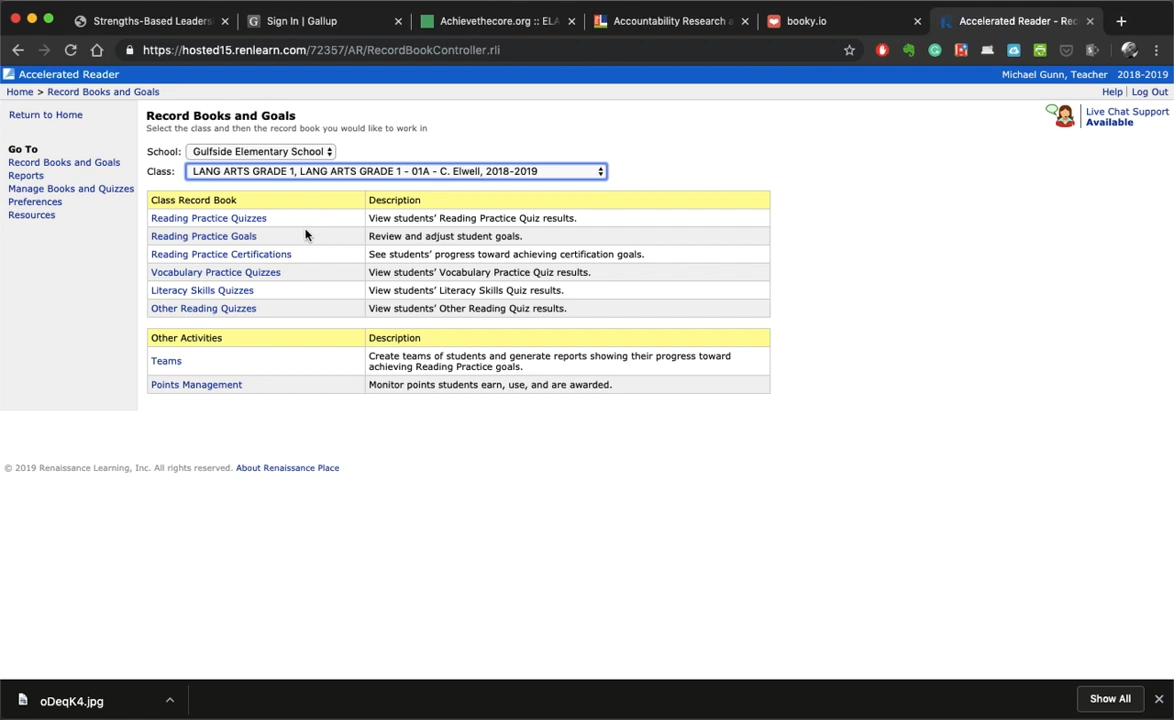 Strengths-Based Leaders
Sign In | Gallup
Achievethecore.org :: ELA
Accountability Research
booky.io
Accelerated Reader - Rec
https://hosted15.renlearn.com/72357/AR/RecordBookController.rli
Accelerated Reader
Michael Gunn, Teacher 2018-2019
Home > Record Books and Goals
Help | Log Out
Return to Home
Go To
Record Books and Goals
Reports
Manage Books and Quizzes
Preferences
Resources
Record Books and Goals
Select the class and then the record book you would like to work in
Live Chat Support
Available
School: Gulfside Elementary School
Class: LANG ARTS GRADE 1, LANG ARTS GRADE 1 - 01A - C. Elwell, 2018-2019
Class Record Book Description
Reading Practice Quizzes View students' Reading Practice Quiz results.
Reading Practice Goals Review and adjust student goals.
Reading Practice Certifications See students' progress toward achieving certification goals.
Vocabulary Practice Quizzes View students' Vocabulary Practice Quiz results.
Literacy Skills Quizzes View students' Literacy Skills Quiz results.
Other Reading Quizzes View students' Other Reading Quiz results.
Other Activities Description
Teams Create teams of students and generate reports showing their progress toward
achieving Reading Practice goals.
Points Management Monitor points students earn, use, and are awarded.
© 2019 Renaissance Learning, Inc. All rights reserved. About Renaissance Place
oDeqK4.jpg
Show All